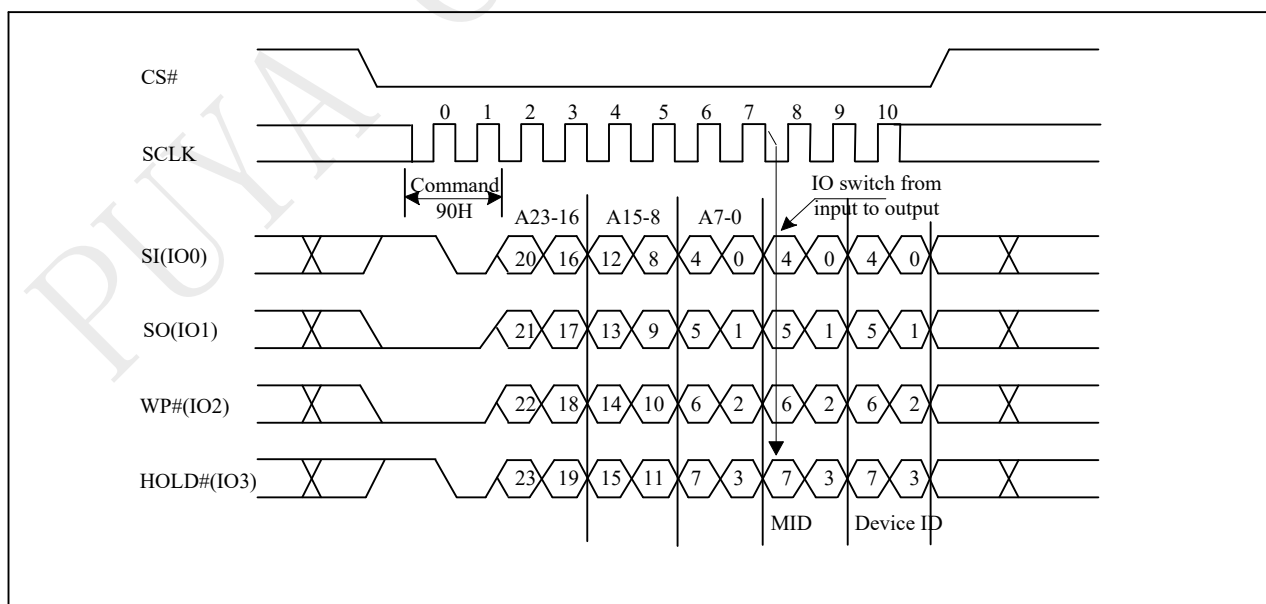 PUYA
CS#
0 1 2 3 4 5 6 7 8 9 10
SCLK
Command
90H
IO switch from
input to output
A23-16 A15-8 A7-0
SI(IO0) 20 16 12 8 4 0 4 0 4 0
SO(IO1) 21 17 13 9 5 1 5 1 5 1
WP#(IO2) 22 18 14 10 6 2 6 2 6 2
HOLD#(IO3) 23 19 15 11 7 3 7 3 7 3
MID Device ID